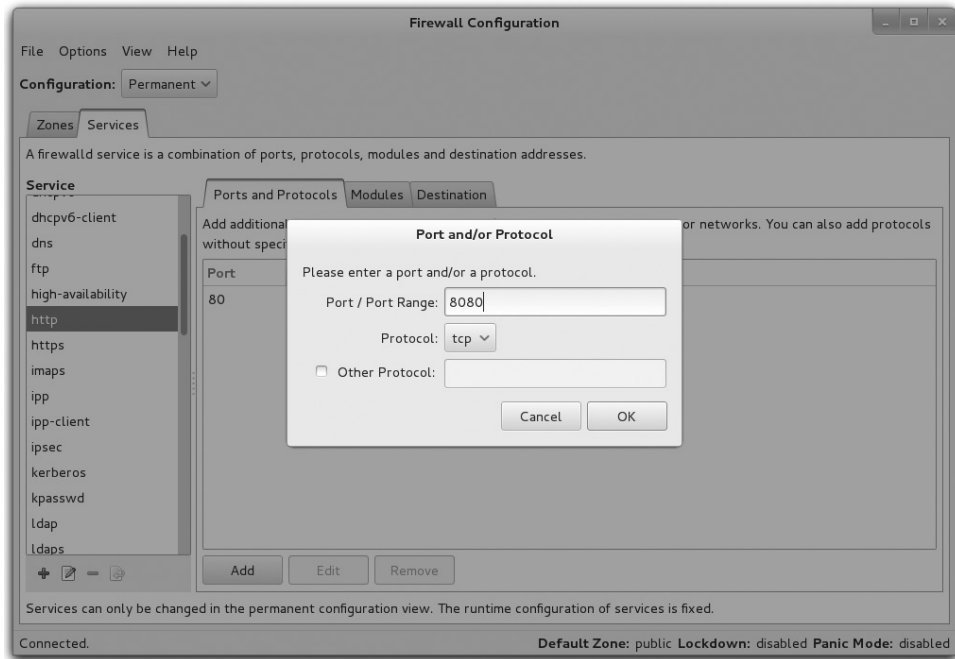 Firewall Configuration
File Options View Help
Configuration: Permanent
Zones Services
A firewalld service is a combination of ports, protocols, modules and destination addresses.
Service
dhcpv6-client
dns
ftp
high-availability
http
https
imaps
ipp
ipp-client
ipsec
kerberos
kpasswd
ldap
ldaps
Ports and Protocols Modules Destination
Add additional or networks. You can also add protocols
without speci
Port
80
Port and/or Protocol
Please enter a port and/or a protocol.
Port / Port Range: 8080
Protocol: tcp
Other Protocol:
Cancel OK
Add Edit Remove
Services can only be changed in the permanent configuration view. The runtime configuration of services is fixed.
Connected. Default Zone: public Lockdown: disabled Panic Mode: disabled